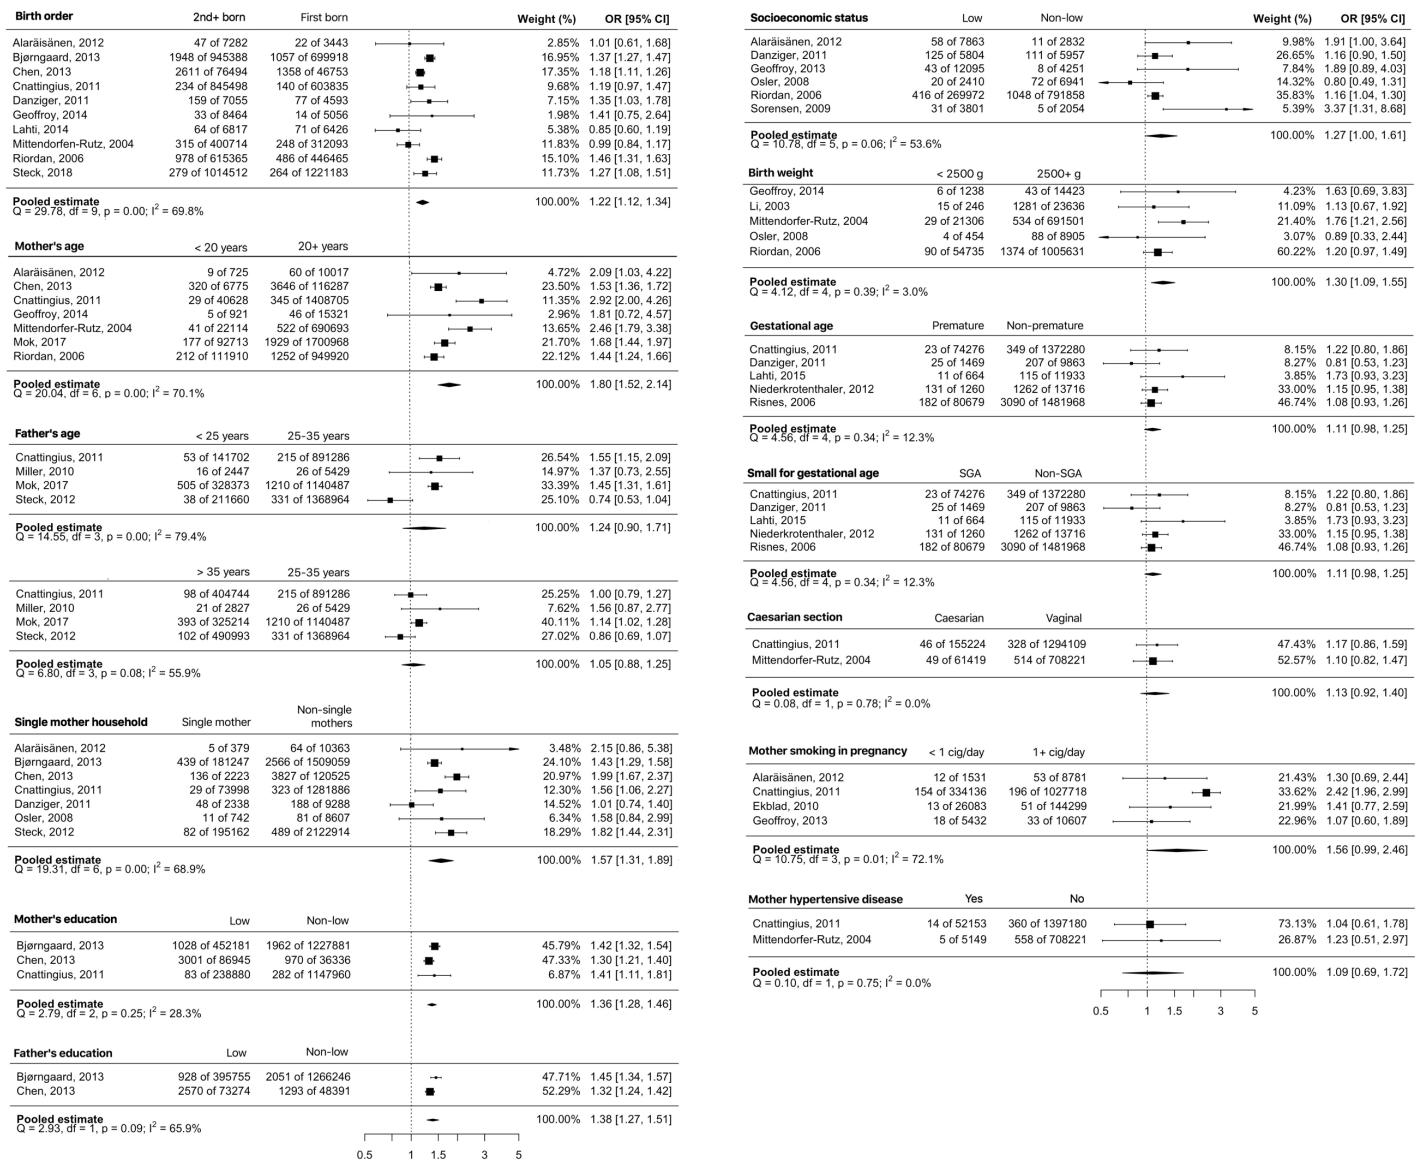 Birth order 2nd+ born First born Weight (%) OR [95% CI]
Alaräisänen, 2012 47 of 7282 22 of 3443 2.85% 1.01 [0.61, 1.68]
Bjørngaard, 2013 1948 of 945388 1057 of 699918 16.95% 1.37 [1.27, 1.47]
Chen, 2013 2611 of 76494 1358 of 46753 17.35% 1.18 [1.11, 1.26]
Cnattingius, 2011 234 of 845498 140 of 603835 9.68% 1.19 [0.97, 1.47]
Danziger, 2011 159 of 7055 77 of 4593 7.15% 1.35 [1.03, 1.78]
Geoffroy, 2014 33 of 8464 14 of 5056 1.98% 1.41 [0.75, 2.64]
Lahti, 2014 64 of 6817 71 of 6426 5.38% 0.85 [0.60, 1.19]
Mittendorfen-Rutz, 2004 315 of 400714 248 of 312093 11.83% 0.99 [0.84, 1.17]
Riordan, 2006 978 of 615365 486 of 446465 15.10% 1.46 [1.31, 1.63]
Steck, 2018 279 of 1014512 264 of 1221183 11.73% 1.27 [1.08, 1.51]
Pooled estimate 100.00% 1.22 [1.12, 1.34]
Q = 29.78, df = 9, p = 0.00; I² = 69.8%
Mother's age < 20 years 20+ years
Alaräisänen, 2012 9 of 725 60 of 10017 4.72% 2.09 [1.03, 4.22]
Chen, 2013 320 of 6775 3646 of 116287 23.50% 1.53 [1.36, 1.72]
Cnattingius, 2011 29 of 40628 345 of 1408705 11.35% 2.92 [2.00, 4.26]
Geoffroy, 2014 5 of 921 46 of 15321 2.96% 1.81 [0.72, 4.57]
Mittendorfer-Rutz, 2004 41 of 22114 522 of 690693 13.65% 2.46 [1.79, 3.38]
Mok, 2017 177 of 92713 1929 of 1700968 21.70% 1.68 [1.44, 1.97]
Riordan, 2006 212 of 111910 1252 of 949920 22.12% 1.44 [1.24, 1.66]
Pooled estimate 100.00% 1.80 [1.52, 2.14]
Q = 20.04, df = 6, p = 0.00; I² = 70.1%
Father's age < 25 years 25-35 years
Cnattingius, 2011 53 of 141702 215 of 891286 26.54% 1.55 [1.15, 2.09]
Miller, 2010 16 of 2447 26 of 5429 14.97% 1.37 [0.73, 2.55]
Mok, 2017 505 of 328373 1210 of 1140487 33.39% 1.45 [1.31, 1.61]
Steck, 2012 38 of 211660 331 of 1368964 25.10% 0.74 [0.53, 1.04]
Pooled estimate 100.00% 1.24 [0.90, 1.71]
Q = 14.55, df = 3, p = 0.00; I² = 79.4%
> 35 years 25-35 years
Cnattingius, 2011 98 of 404744 215 of 891286 25.25% 1.00 [0.79, 1.27]
Miller, 2010 21 of 2827 26 of 5429 7.62% 1.56 [0.87, 2.77]
Mok, 2017 393 of 325214 1210 of 1140487 40.11% 1.14 [1.02, 1.28]
Steck, 2012 102 of 490993 331 of 1368964 27.02% 0.86 [0.69, 1.07]
Pooled estimate 100.00% 1.05 [0.88, 1.25]
Q = 6.80, df = 3, p = 0.08; I² = 55.9%
Single mother household Single mother Non-single
mothers
Alaräisänen, 2012 5 of 379 64 of 10363 3.48% 2.15 [0.86, 5.38]
Bjørngaard, 2013 439 of 181247 2566 of 1509059 24.10% 1.43 [1.29, 1.58]
Chen, 2013 136 of 2223 3827 of 120525 20.97% 1.99 [1.67, 2.37]
Cnattingius, 2011 29 of 73998 323 of 1281886 12.30% 1.56 [1.06, 2.27]
Danziger, 2011 48 of 2338 188 of 9288 14.52% 1.01 [0.74, 1.40]
Osler, 2008 11 of 742 81 of 8607 6.34% 1.58 [0.84, 2.99]
Steck, 2012 82 of 195162 489 of 2122914 18.29% 1.82 [1.44, 2.31]
Pooled estimate 100.00% 1.57 [1.31, 1.89]
Q = 19.31, df = 6, p = 0.00; I² = 68.9%
Mother's education Low Non-low
Bjørngaard, 2013 1028 of 452181 1962 of 1227881 45.79% 1.42 [1.32, 1.54]
Chen, 2013 3001 of 86945 970 of 36336 47.33% 1.30 [1.21, 1.40]
Cnattingius, 2011 83 of 238880 282 of 1147960 6.87% 1.41 [1.11, 1.81]
Pooled estimate 100.00% 1.36 [1.28, 1.46]
Q = 2.79, df = 2, p = 0.25; I² = 28.3%
Father's education Low Non-low
Bjørngaard, 2013 928 of 395755 2051 of 1266246 47.71% 1.45 [1.34, 1.57]
Chen, 2013 2570 of 73274 1293 of 48391 52.29% 1.32 [1.24, 1.42]
Pooled estimate 100.00% 1.38 [1.27, 1.51]
Q = 2.93, df = 1, p = 0.09; I² = 65.9%
0.5 1 1.5 3 5
Socioeconomic status Low Non-low Weight (%) OR [95% CI]
Alaräisänen, 2012 58 of 7863 11 of 2832 9.98% 1.91 [1.00, 3.64]
Danziger, 2011 125 of 5804 111 of 5957 26.65% 1.16 [0.90, 1.50]
Geoffroy, 2013 43 of 12095 8 of 4251 7.84% 1.89 [0.89, 4.03]
Osler, 2008 20 of 2410 72 of 6941 14.32% 0.80 [0.49, 1.31]
Riordan, 2006 416 of 269972 1048 of 791858 35.83% 1.16 [1.04, 1.30]
Sorensen, 2009 31 of 3801 5 of 2054 5.39% 3.37 [1.31, 8.68]
Pooled estimate 100.00% 1.27 [1.00, 1.61]
Q = 10.78, df = 5, p = 0.06; I² = 53.6%
Birth weight < 2500 g 2500+ g
Geoffroy, 2014 6 of 1238 43 of 14423 4.23% 1.63 [0.69, 3.83]
Li, 2003 15 of 246 1281 of 23636 11.09% 1.13 [0.67, 1.92]
Mittendorfer-Rutz, 2004 29 of 21306 534 of 691501 21.40% 1.76 [1.21, 2.56]
Osler, 2008 4 of 454 88 of 8905 3.07% 0.89 [0.33, 2.44]
Riordan, 2006 90 of 54735 1374 of 1005631 60.22% 1.20 [0.97, 1.49]
Pooled estimate 100.00% 1.30 [1.09, 1.55]
Q = 4.12, df = 4, p = 0.39; I² = 3.0%
Gestational age Premature Non-premature
Cnattingius, 2011 23 of 74276 349 of 1372280 8.15% 1.22 [0.80, 1.86]
Danziger, 2011 25 of 1469 207 of 9863 8.27% 0.81 [0.53, 1.23]
Lahti, 2015 11 of 664 115 of 11933 3.85% 1.73 [0.93, 3.23]
Niederkrotenthaler, 2012 131 of 1260 1262 of 13716 33.00% 1.15 [0.95, 1.38]
Risnes, 2006 182 of 80679 3090 of 1481968 46.74% 1.08 [0.93, 1.26]
Pooled estimate 100.00% 1.11 [0.98, 1.25]
Q = 4.56, df = 4, p = 0.34; I² = 12.3%
Small for gestational age SGA Non-SGA
Cnattingius, 2011 23 of 74276 349 of 1372280 8.15% 1.22 [0.80, 1.86]
Danziger, 2011 25 of 1469 207 of 9863 8.27% 0.81 [0.53, 1.23]
Lahti, 2015 11 of 664 115 of 11933 3.85% 1.73 [0.93, 3.23]
Niederkrotenthaler, 2012 131 of 1260 1262 of 13716 33.00% 1.15 [0.95, 1.38]
Risnes, 2006 182 of 80679 3090 of 1481968 46.74% 1.08 [0.93, 1.26]
Pooled estimate 100.00% 1.11 [0.98, 1.25]
Q = 4.56, df = 4, p = 0.34; I² = 12.3%
Caesarian section Caesarian Vaginal
Cnattingius, 2011 46 of 155224 328 of 1294109 47.43% 1.17 [0.86, 1.59]
Mittendorfer-Rutz, 2004 49 of 61419 514 of 708221 52.57% 1.10 [0.82, 1.47]
Pooled estimate 100.00% 1.13 [0.92, 1.40]
Q = 0.08, df = 1, p = 0.78; I² = 0.0%
Mother smoking in pregnancy < 1 cig/day 1+ cig/day
Alaräisänen, 2012 12 of 1531 53 of 8781 21.43% 1.30 [0.69, 2.44]
Cnattingius, 2011 154 of 334136 196 of 1027718 33.62% 2.42 [1.96, 2.99]
Ekblad, 2010 13 of 26083 51 of 144299 21.99% 1.41 [0.77, 2.59]
Geoffroy, 2013 18 of 5432 33 of 10607 22.96% 1.07 [0.60, 1.89]
Pooled estimate 100.00% 1.56 [0.99, 2.46]
Q = 10.75, df = 3, p = 0.01; I² = 72.1%
Mother hypertensive disease Yes No
Cnattingius, 2011 14 of 52153 360 of 1397180 73.13% 1.04 [0.61, 1.78]
Mittendorfer-Rutz, 2004 5 of 5149 558 of 708221 26.87% 1.23 [0.51, 2.97]
Pooled estimate 100.00% 1.09 [0.69, 1.72]
Q = 0.10, df = 1, p = 0.75; I² = 0.0%
0.5 1 1.5 3 5